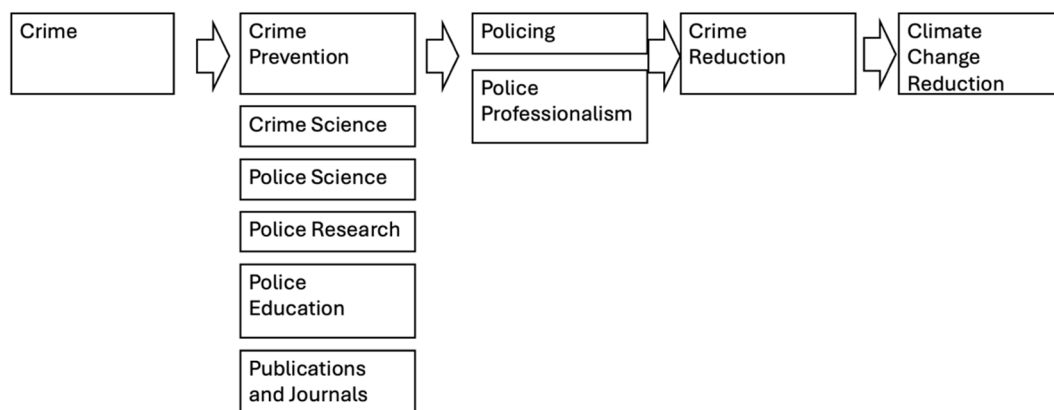 Crime
Crime
Prevention
Crime Science
Police Science
Police Research
Police
Education
Publications
and Journals
Policing
Police
Professionalism
Crime
Reduction
Climate
Change
Reduction